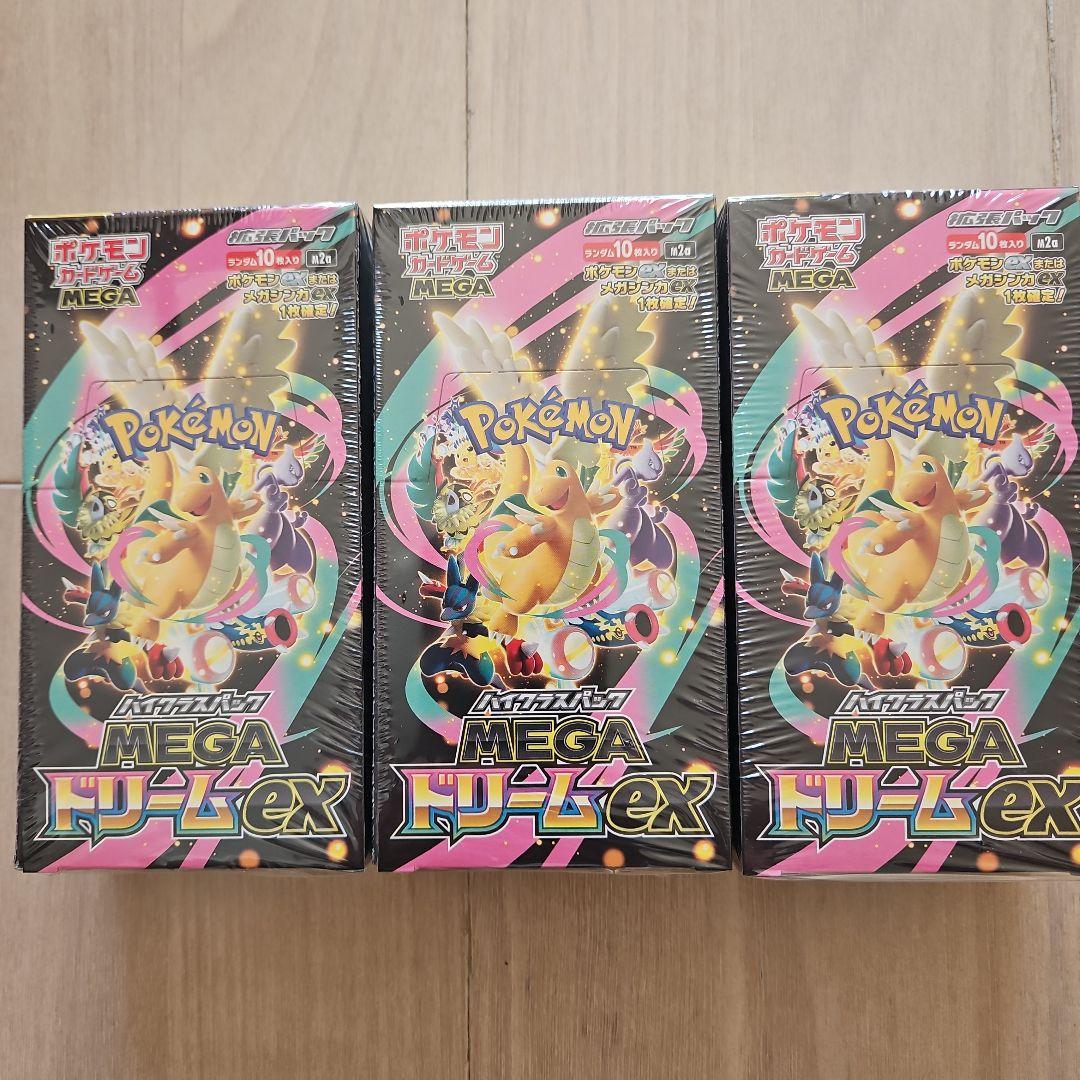 ポケモン
カードゲーム
MEGA
拡張パック
ランダム10枚入り M2a
ポケモンexまたは
メガシンカex
1枚確定!!
POKÉMON
ハイクラスパック
MEGA
ドリームex
ポケモン
カードゲーム
MEGA
拡張パック
ランダム10枚入り M2a
ポケモンexまたは
メガシンカex
1枚確定!!
POKÉMON
ハイクラスパック
MEGA
ドリームex
ポケモン
カードゲーム
MEGA
拡張パック
ランダム10枚入り M2a
ポケモンexまたは
メガシンカex
1枚確定!!
POKÉMON
ハイクラスパック
MEGA
ドリームex